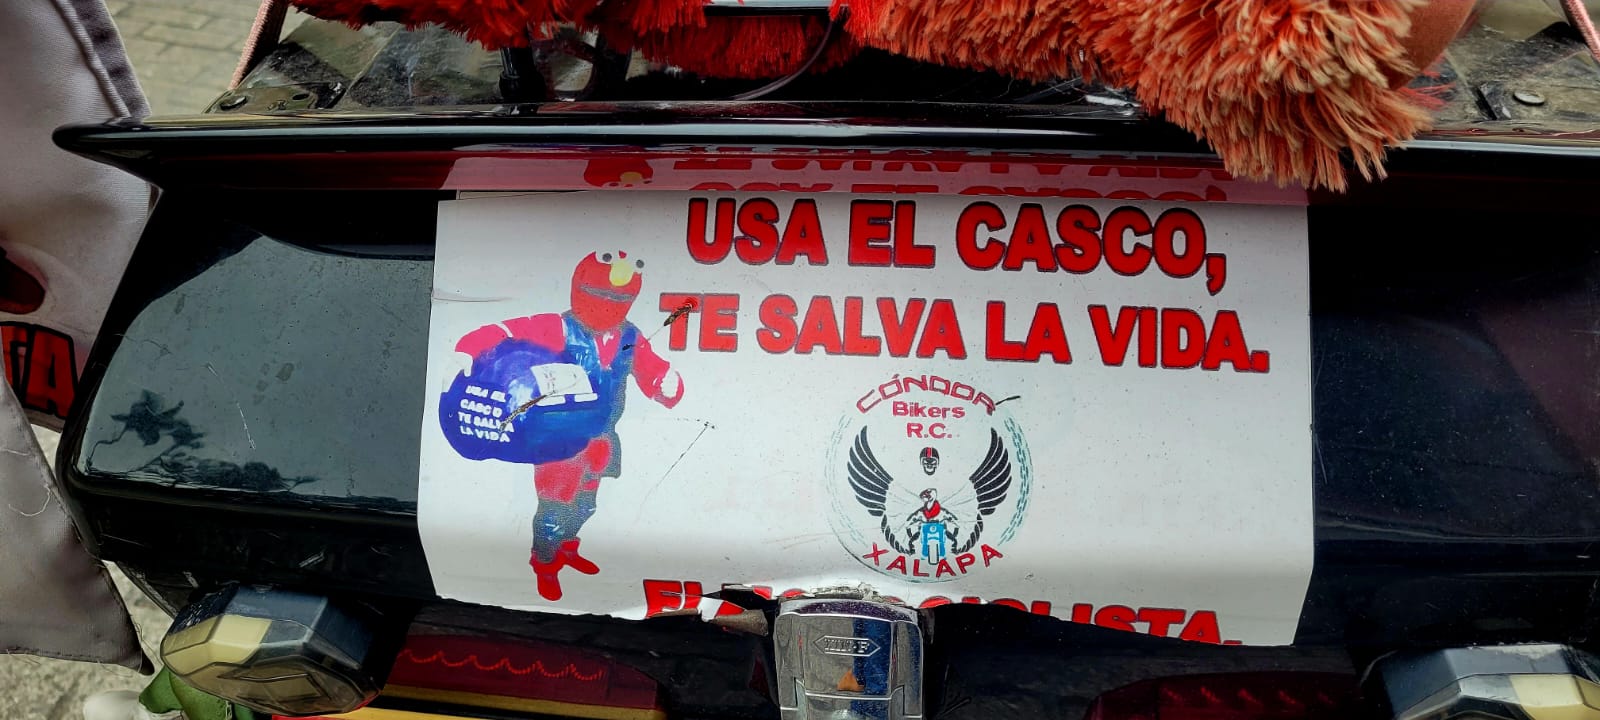 USA EL CASCO,
TE SALVA LA VIDA.
USA EL
CASCO
TE SALVA
LA VIDA
CÓNDOR
Bikers
R.C.
XALAPA